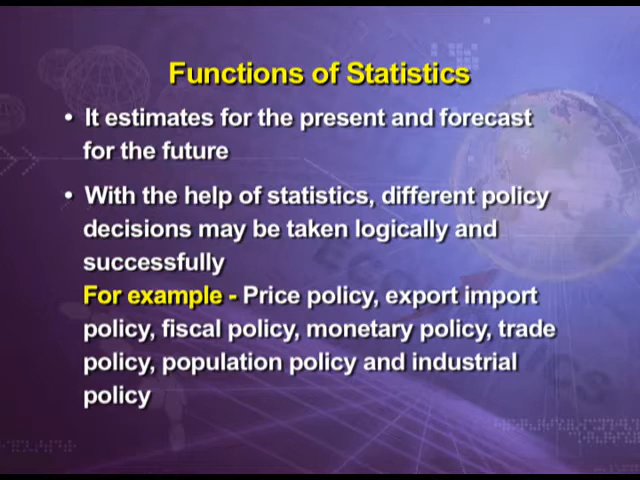 Functions of Statistics
• It estimates for the present and forecast
for the future
• With the help of statistics, different policy
decisions may be taken logically and
successfully
For example - Price policy, export import
policy, fiscal policy, monetary policy, trade
policy, population policy and industrial
policy